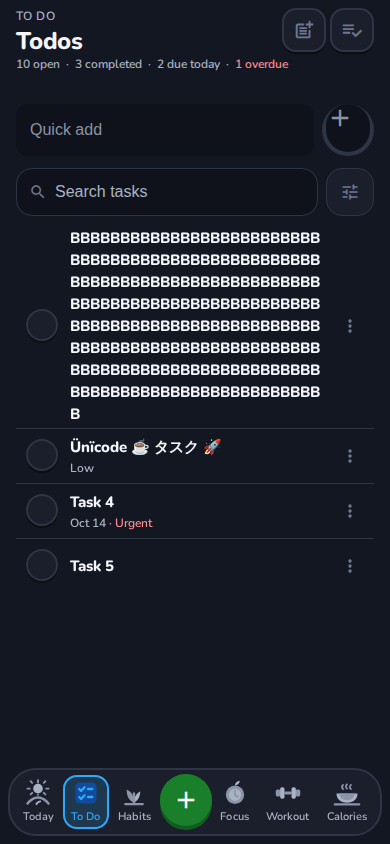 TO DO
Todos
10 open · 3 completed · 2 due today · 1 overdue
Quick add
Search tasks
BBBBBBBBBBBBBBBBBBBBBBBBB
BBBBBBBBBBBBBBBBBBBBBBBBB
BBBBBBBBBBBBBBBBBBBBBBBBB
BBBBBBBBBBBBBBBBBBBBBBBBB
BBBBBBBBBBBBBBBBBBBBBBBBB
BBBBBBBBBBBBBBBBBBBBBBBBB
BBBBBBBBBBBBBBBBBBBBBBBBB
BBBBBBBBBBBBBBBBBBBBBBBBB
B
Ünïcode ☕ タスク 🚀
Low
Task 4
Oct 14 · Urgent
Task 5
Today To Do Habits Focus Workout Calories